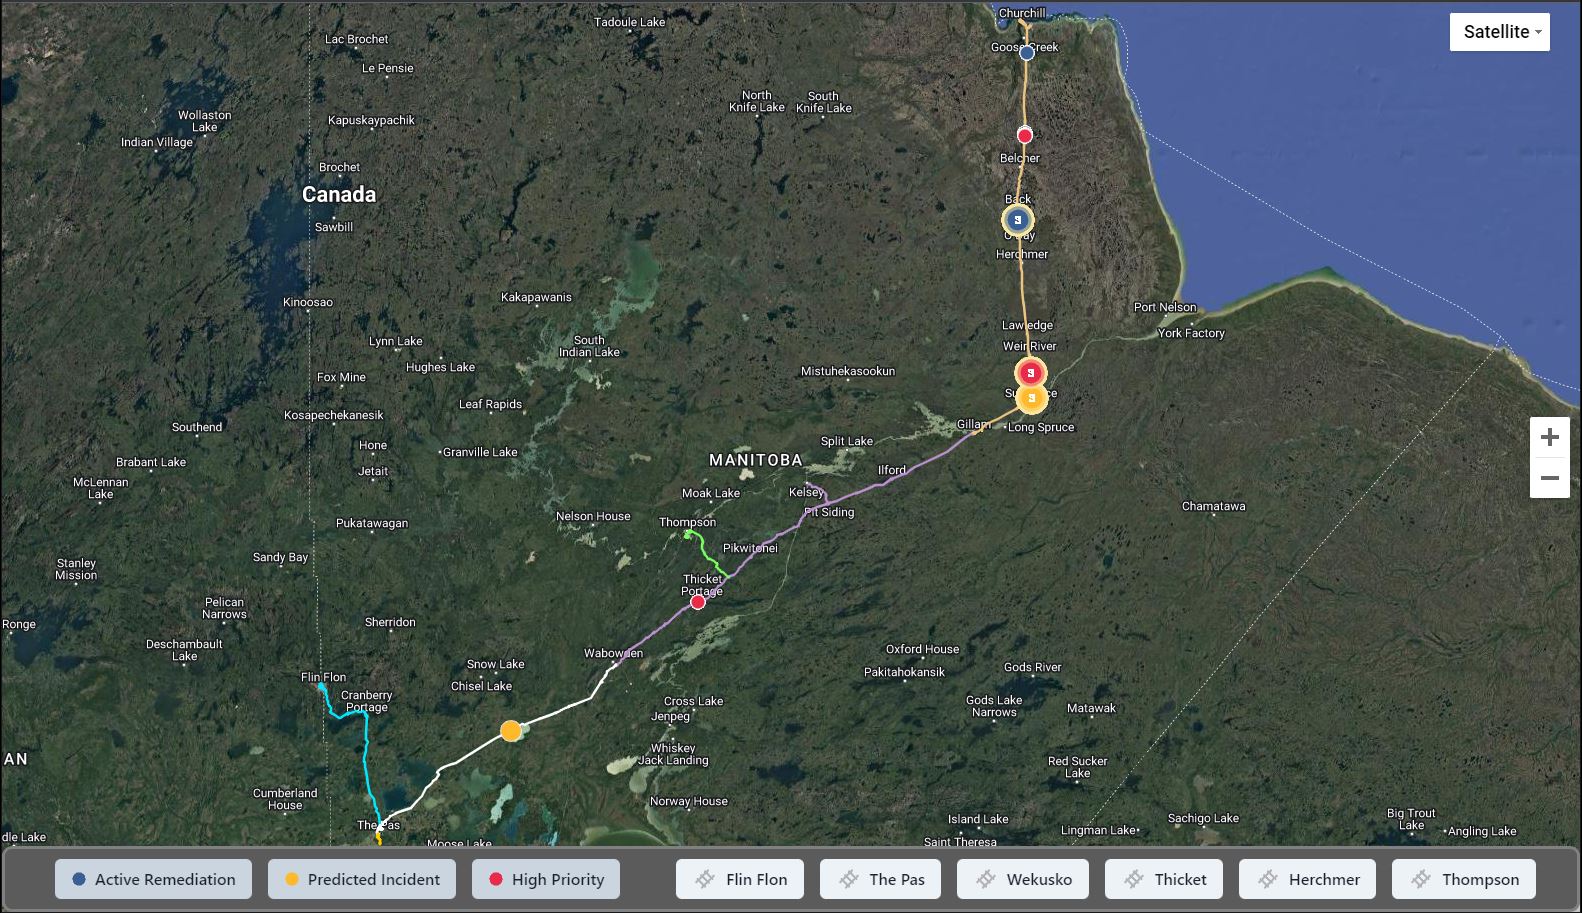 Churchill
Satellite
Tadoule Lake
Lac Brochet
Goose Creek
Le Pensie
North
Knife Lake
South
Knife Lake
Wollaston
Lake
Kapuskaypachik
Indian Village
Belcher
Brochet
Canada
Back
Sawbill
Herchmer
Kakapawanis
Kinoosao
Port Nelson
Lawledge
York Factory
Lynn Lake
South
Indian Lake
Weir River
Hughes Lake
Mistuhekasookun
3
Fox Mine
3
Leaf Rapids
Kosapechekanesik
Gillam
Long Spruce
Southend
Split Lake
Hone
Granville Lake
MANITOBA
Brabant Lake
Jetait
Ilford
McLennan
Lake
Moak Lake
Kelsey
Chamatawa
Pit Siding
Nelson House
Thompson
Pukatawagan
Pikwitonei
Sandy Bay
Stanley
Mission
Thicket
Portage
Pelican
Narrows
Ronge
Sherridon
Deschambault
Lake
Wabowden
Oxford House
Snow Lake
Gods River
Pakitahokansik
Flin Flon
Chisel Lake
Cranberry
Portage
Cross Lake
Gods Lake
Narrows
Matawak
Jenpeg
AN
Whiskey
Jack Landing
Red Sucker
Lake
Cumberland
House
Norway House
The Pas
Island Lake
Lingman Lake
Sachigo Lake
Big Trout
Lake
Angling Lake
dle Lake
Moose Lake
Saint Theresa
Active Remediation
Predicted Incident
High Priority
Flin Flon
The Pas
Wekusko
Thicket
Herchmer
Thompson